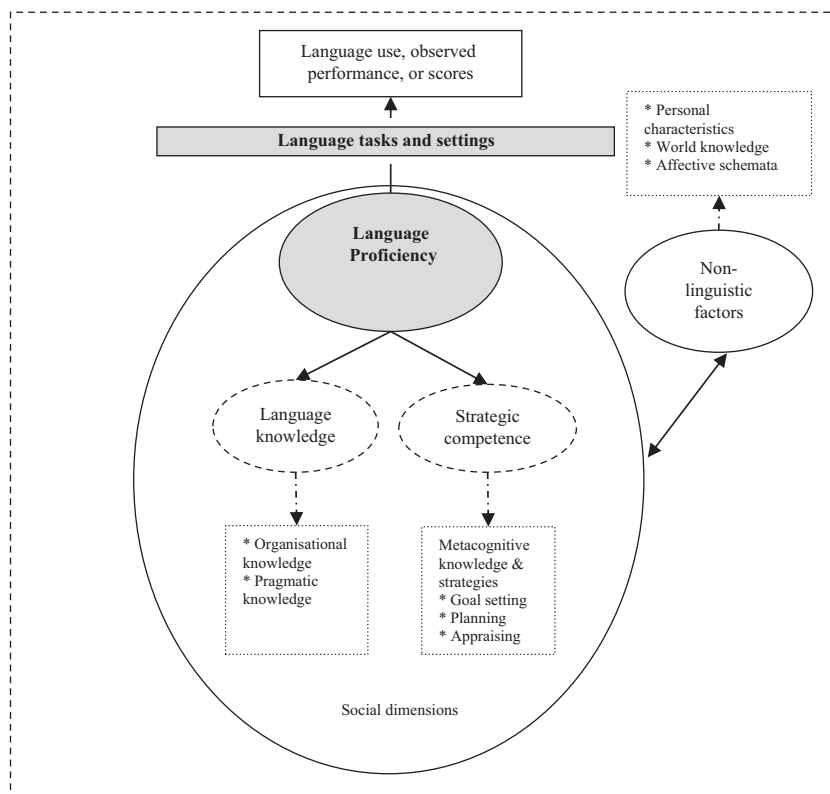 Language use, observed
performance, or scores
Language tasks and settings
* Personal
characteristics
* World knowledge
* Affective schemata
Language
Proficiency
Non-
linguistic
factors
Language
knowledge
Strategic
competence
* Organisational
knowledge
* Pragmatic
knowledge
Metacognitive
knowledge &
strategies
* Goal setting
* Planning
* Appraising
Social dimensions